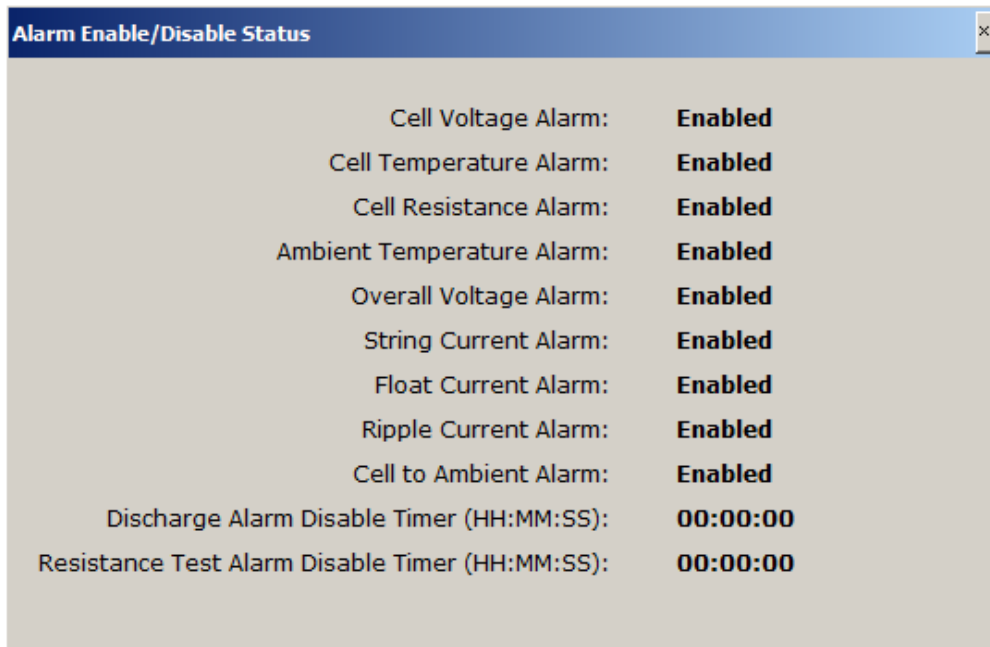 Alarm Enable/Disable Status
Cell Voltage Alarm: Enabled
Cell Temperature Alarm: Enabled
Cell Resistance Alarm: Enabled
Ambient Temperature Alarm: Enabled
Overall Voltage Alarm: Enabled
String Current Alarm: Enabled
Float Current Alarm: Enabled
Ripple Current Alarm: Enabled
Cell to Ambient Alarm: Enabled
Discharge Alarm Disable Timer (HH:MM:SS): 00:00:00
Resistance Test Alarm Disable Timer (HH:MM:SS): 00:00:00